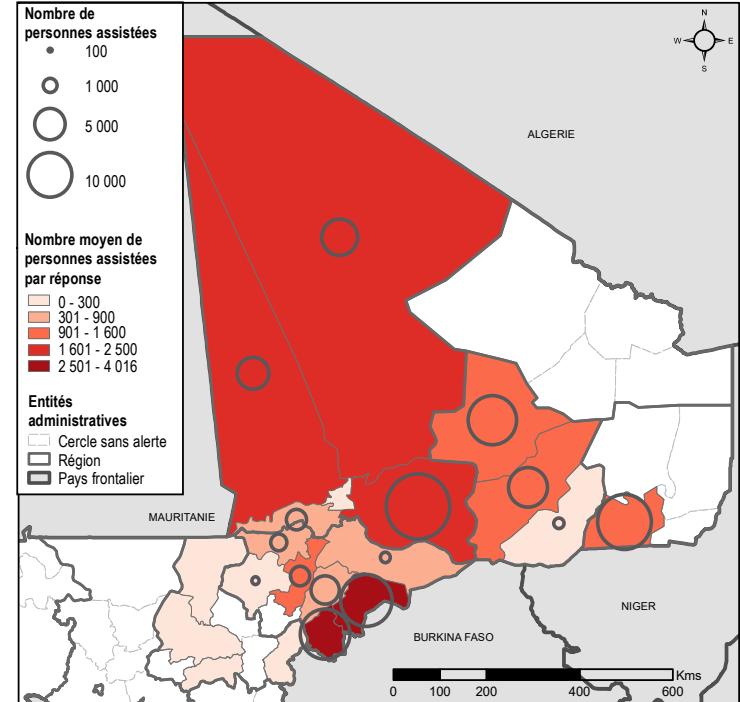 Nombre de
personnes assistées
100
1 000
5 000
10 000
Nombre moyen de
personnes assistées
par réponse
0 - 300
301 - 900
901 - 1 600
1 601 - 2 500
2 501 - 4 016
Entités
administratives
Cercle sans alerte
Région
Pays frontalier
N
W E
S
ALGERIE
MAURITANIE
NIGER
BURKINA FASO
Kms
0 100 200 400 600